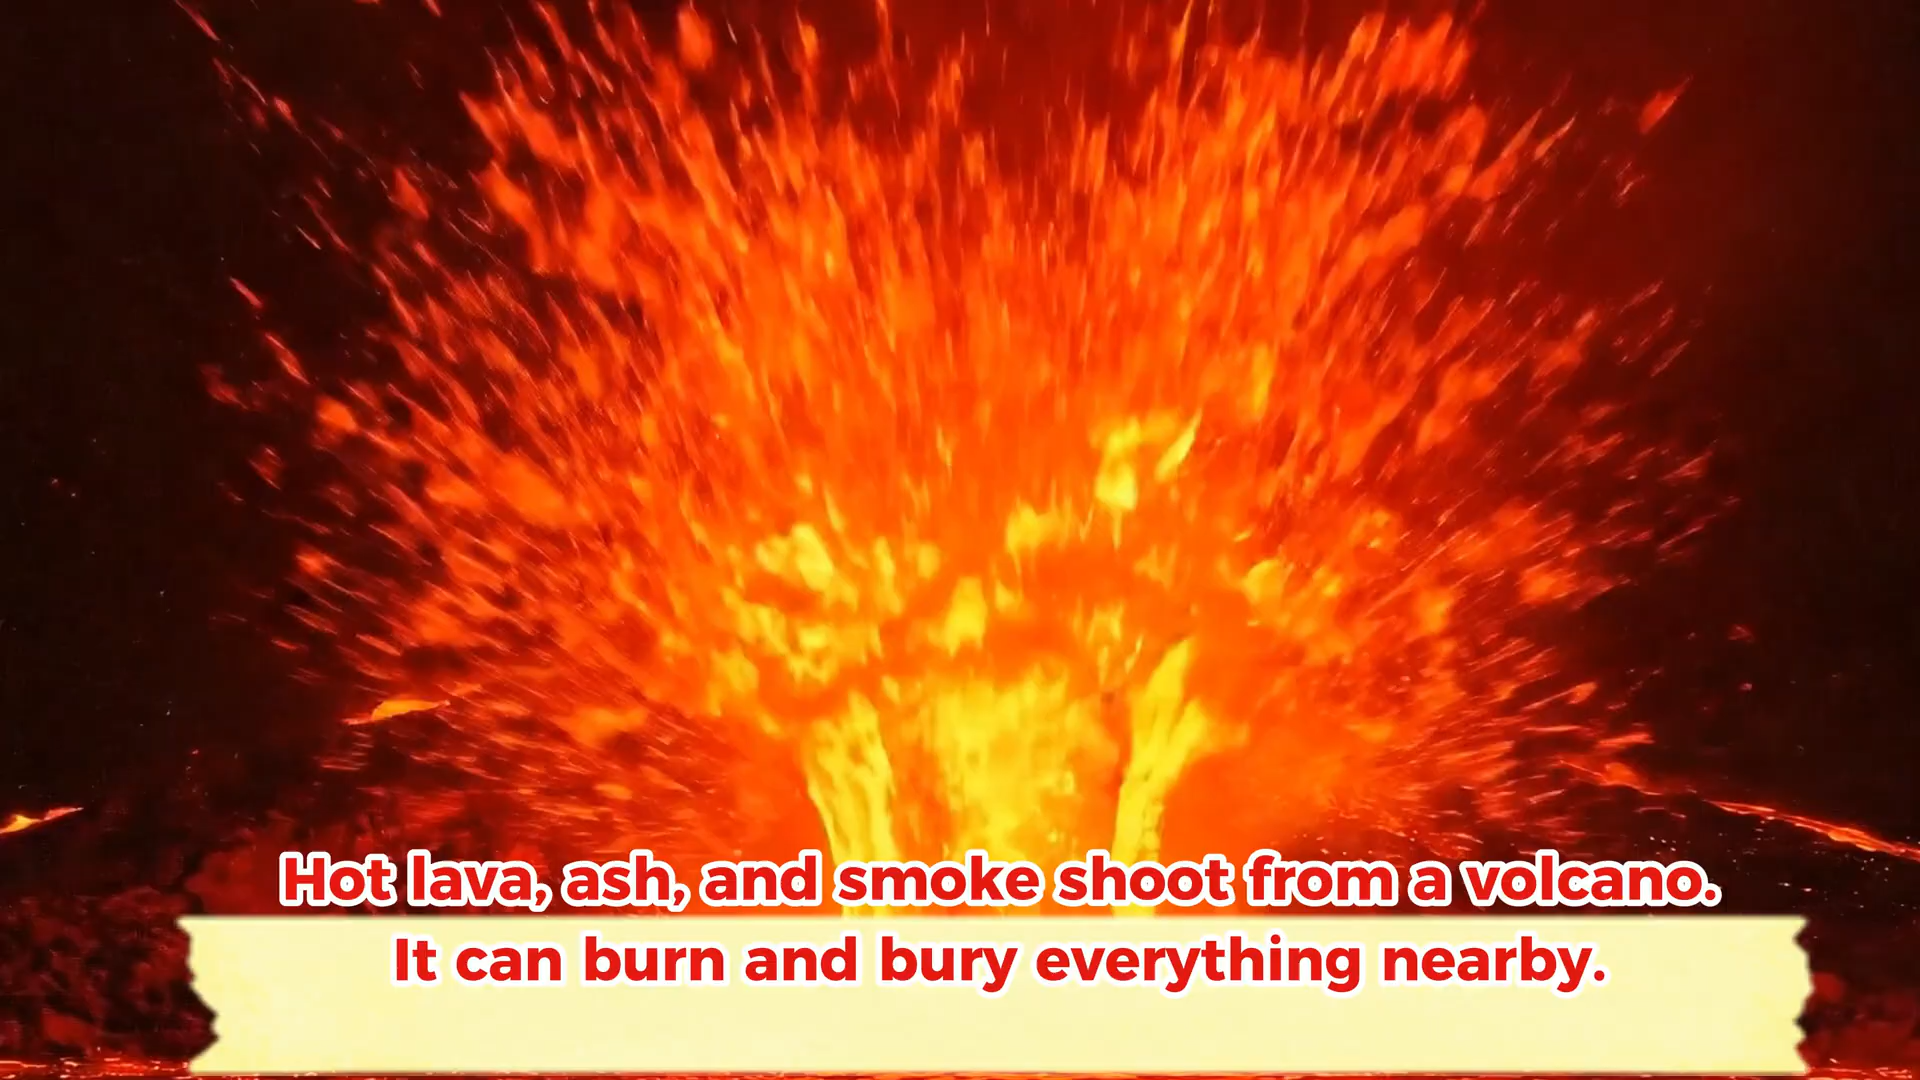 Hot lava, ash, and smoke shoot from a volcano.
It can burn and bury everything nearby.